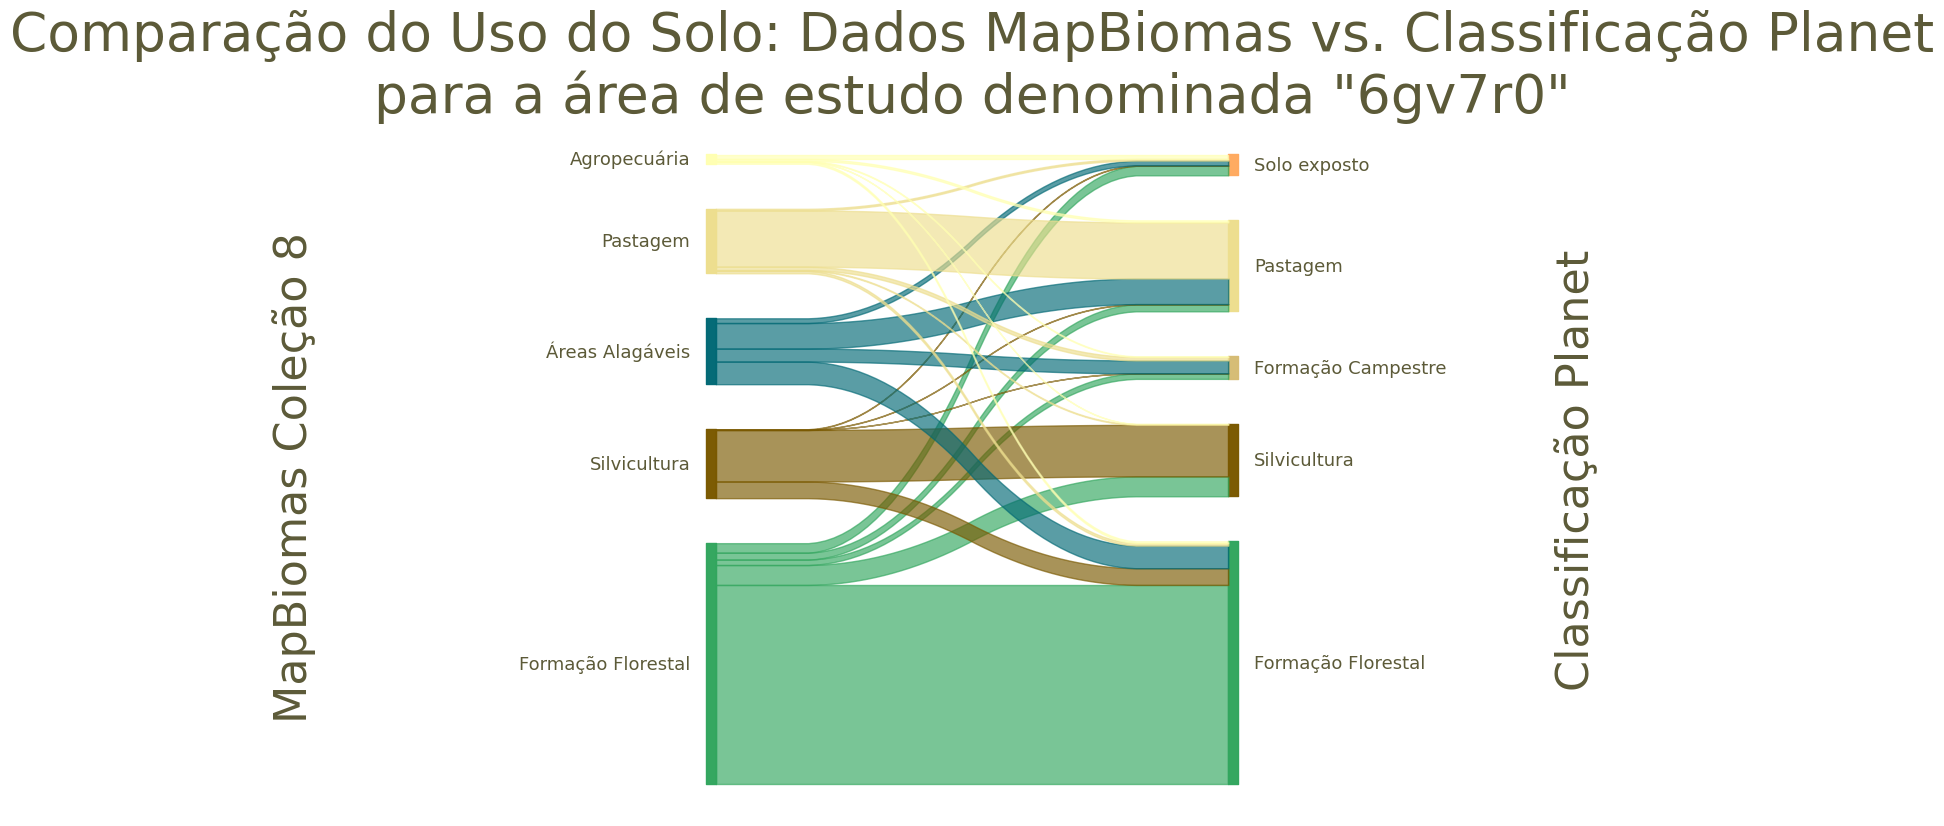 Comparação do Uso do Solo: Dados MapBiomas vs. Classificação Planet
para a área de estudo denominada "6gv7r0"
MapBiomas Coleção 8
Agropecuária
Pastagem
Áreas Alagáveis
Silvicultura
Formação Florestal
Solo exposto
Pastagem
Formação Campestre
Silvicultura
Formação Florestal
Classificação Planet